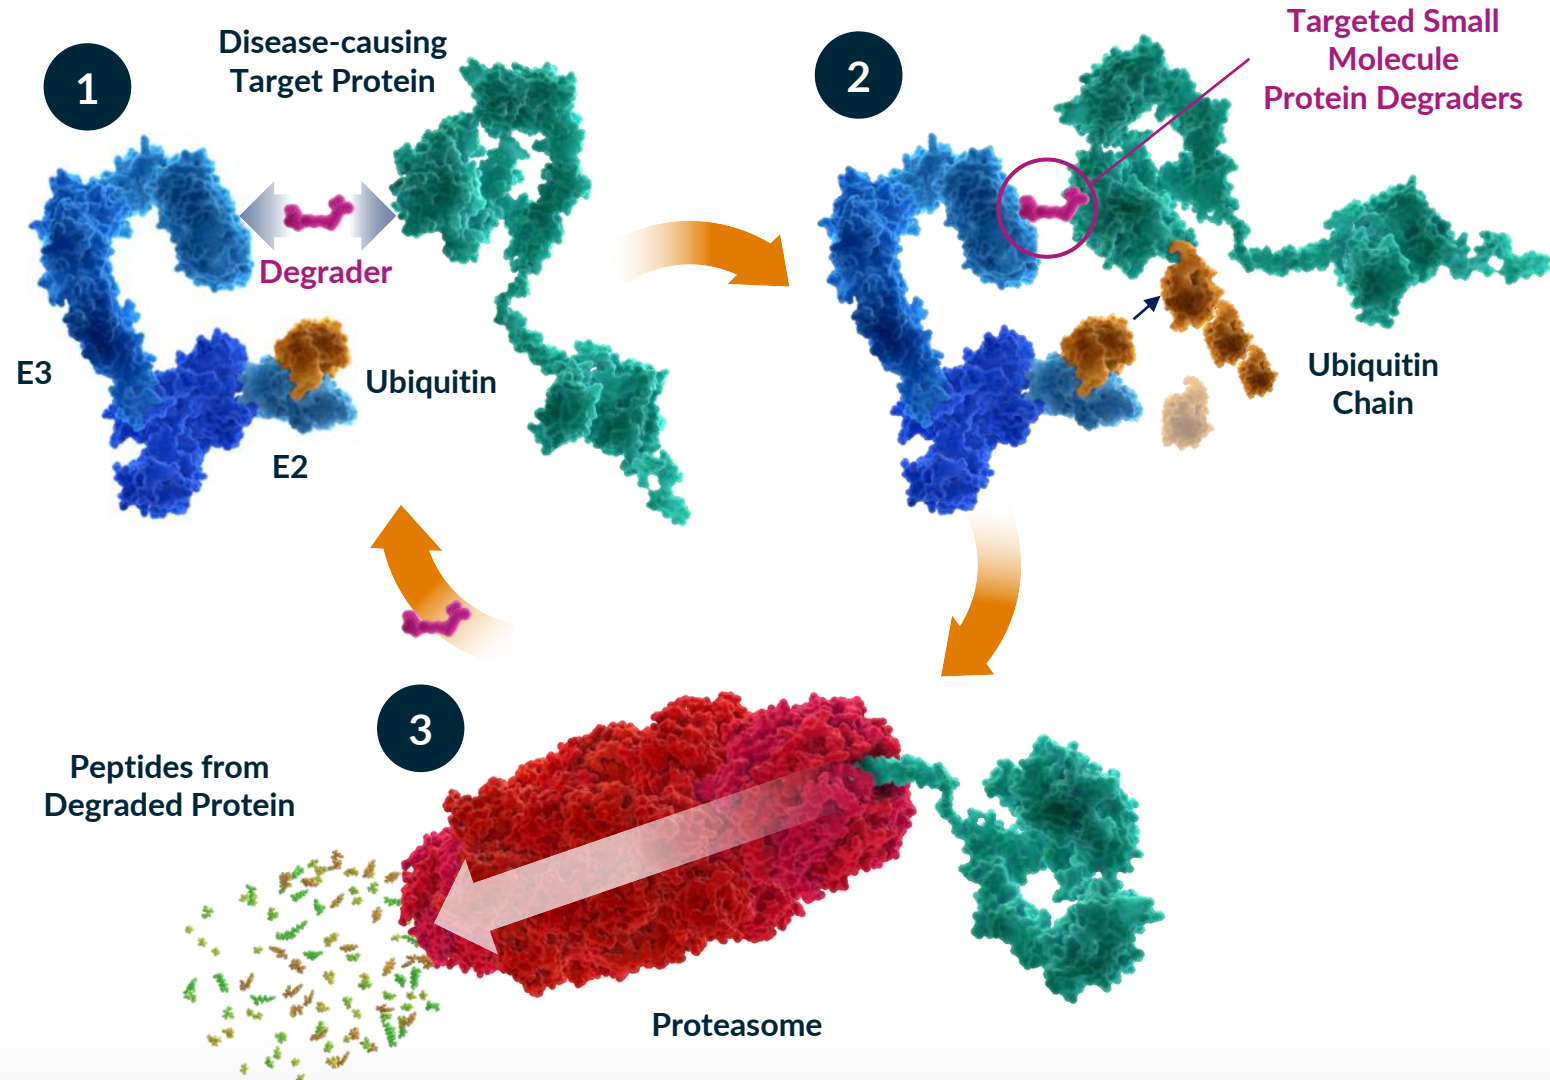 1
Disease-causing
Target Protein
Degrader
E3
Ubiquitin
E2
2
Targeted Small
Molecule
Protein Degraders
Ubiquitin
Chain
3
Peptides from
Degraded Protein
Proteasome